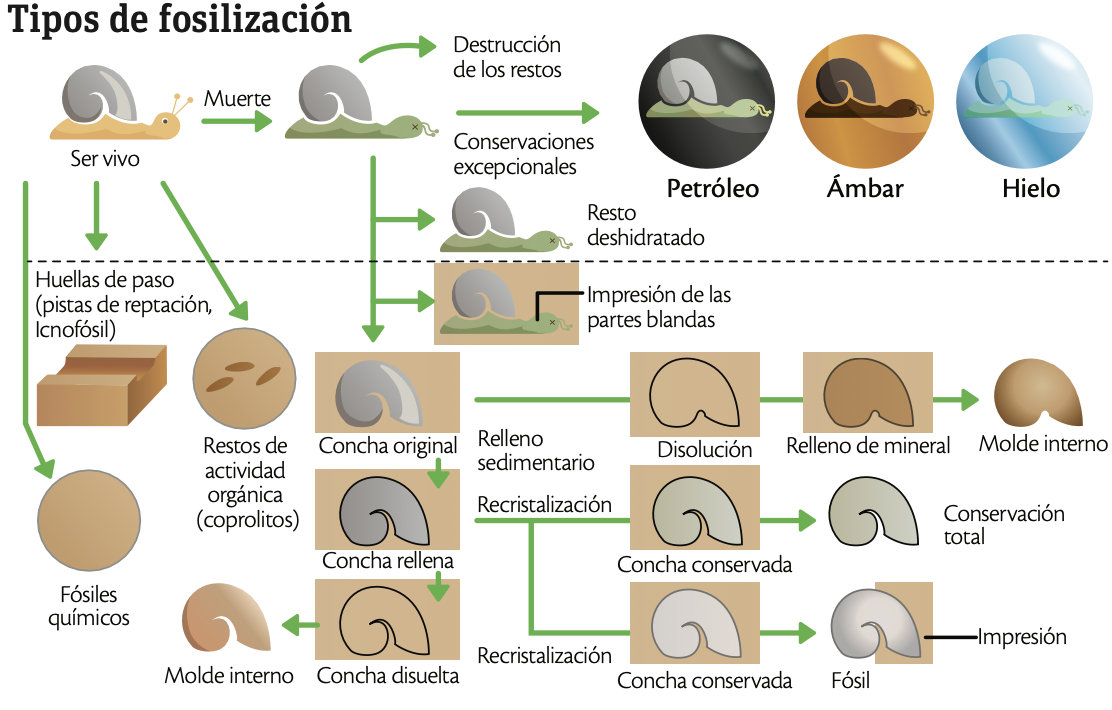 Tipos de fosilización
Destrucción
de los restos
Muerte
Ser vivo
Conservaciones
excepcionales
Petróleo
Ámbar
Hielo
Resto
deshidratado
Huellas de paso
(pistas de reptación,
Icnofósil)
Impresión de las
partes blandas
Restos de
actividad
orgánica
(coprolitos)
Concha original
Relleno
sedimentario
Disolución
Relleno de mineral
Molde interno
Recristalización
Concha rellena
Concha conservada
Conservación
total
Fósiles
químicos
Molde interno
Concha disuelta
Recristalización
Concha conservada
Fósil
Impresión